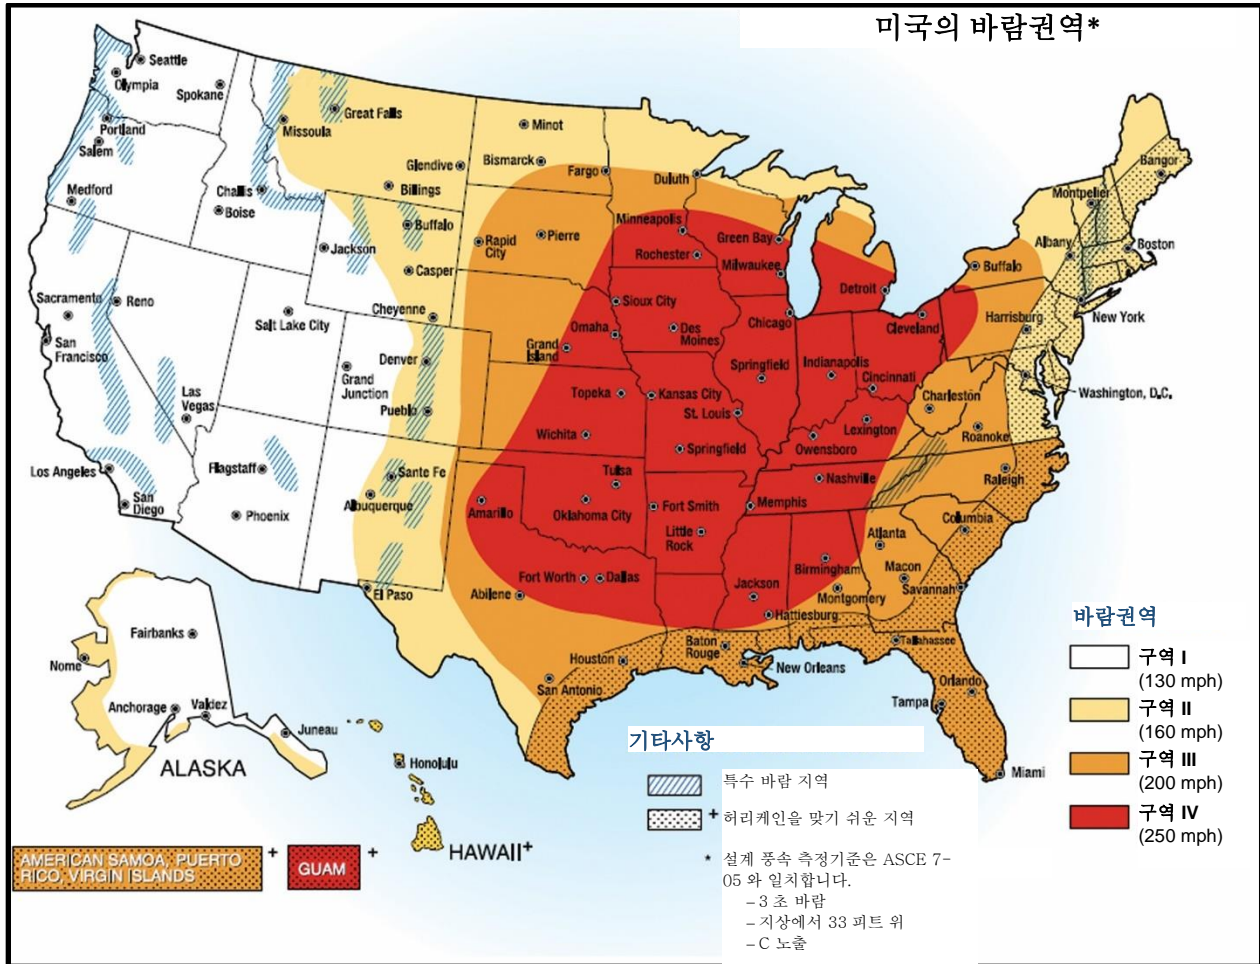 미국의 바람권역*
Seattle
Olympia
Spokane
Portland
Salem
Medford
Great Falls
Missoula
Challis
Boise
Glendive
Billings
Buffalo
Jackson
Casper
Cheyenne
Minot
Bismarck
Fargo
Duluth
Rapid
City
Pierre
Minneapolis
Rochester
Green Bay
Milwaukee
Detroit
Sioux City
Omaha
Des
Moines
Chicago
Cleveland
Grand
Island
Sacramento
Reno
San
Francisco
Salt Lake City
Las
Vegas
Grand
Junction
Denver
Pueblo
Topeka
Kansas City
Springfield
Indianapolis
Cincinnati
St. Louis
Wichita
Springfield
Owensboro
Lexington
Charleston
Roanoke
Bangor
Montpelier
Albany
Boston
Buffalo
New York
Harrisburg
Washington, D.C.
Los Angeles
San
Diego
Flagstaff
Phoenix
Sante Fe
Albuquerque
El Paso
Amarillo
Tulsa
Oklahoma City
Fort Smith
Little
Rock
Memphis
Nashville
Raleigh
Columbia
Atlanta
Macon
Savannah
Birmingham
Montgomery
Fort Worth
Dallas
Abilene
Jackson
Hattiesburg
Baton
Rouge
New Orleans
Houston
San Antonio
Tallahassee
Orlando
Tampa
Miami
Fairbanks
Nome
Anchorage
Valdez
Juneau
ALASKA
Honolulu
HAWAII+
AMERICAN SAMOA, PUERTO
RICO, VIRGIN ISLANDS
+
GUAM
+
기타사항
특수 바람 지역
+ 허리케인을 맞기 쉬운 지역
* 설계 풍속 측정기준은 ASCE 7-
05 와 일치합니다.
–3 초 바람
–지상에서 33 피트 위
–C 노출
바람권역
구역 I
(130 mph)
구역 II
(160 mph)
구역 III
(200 mph)
구역 IV
(250 mph)